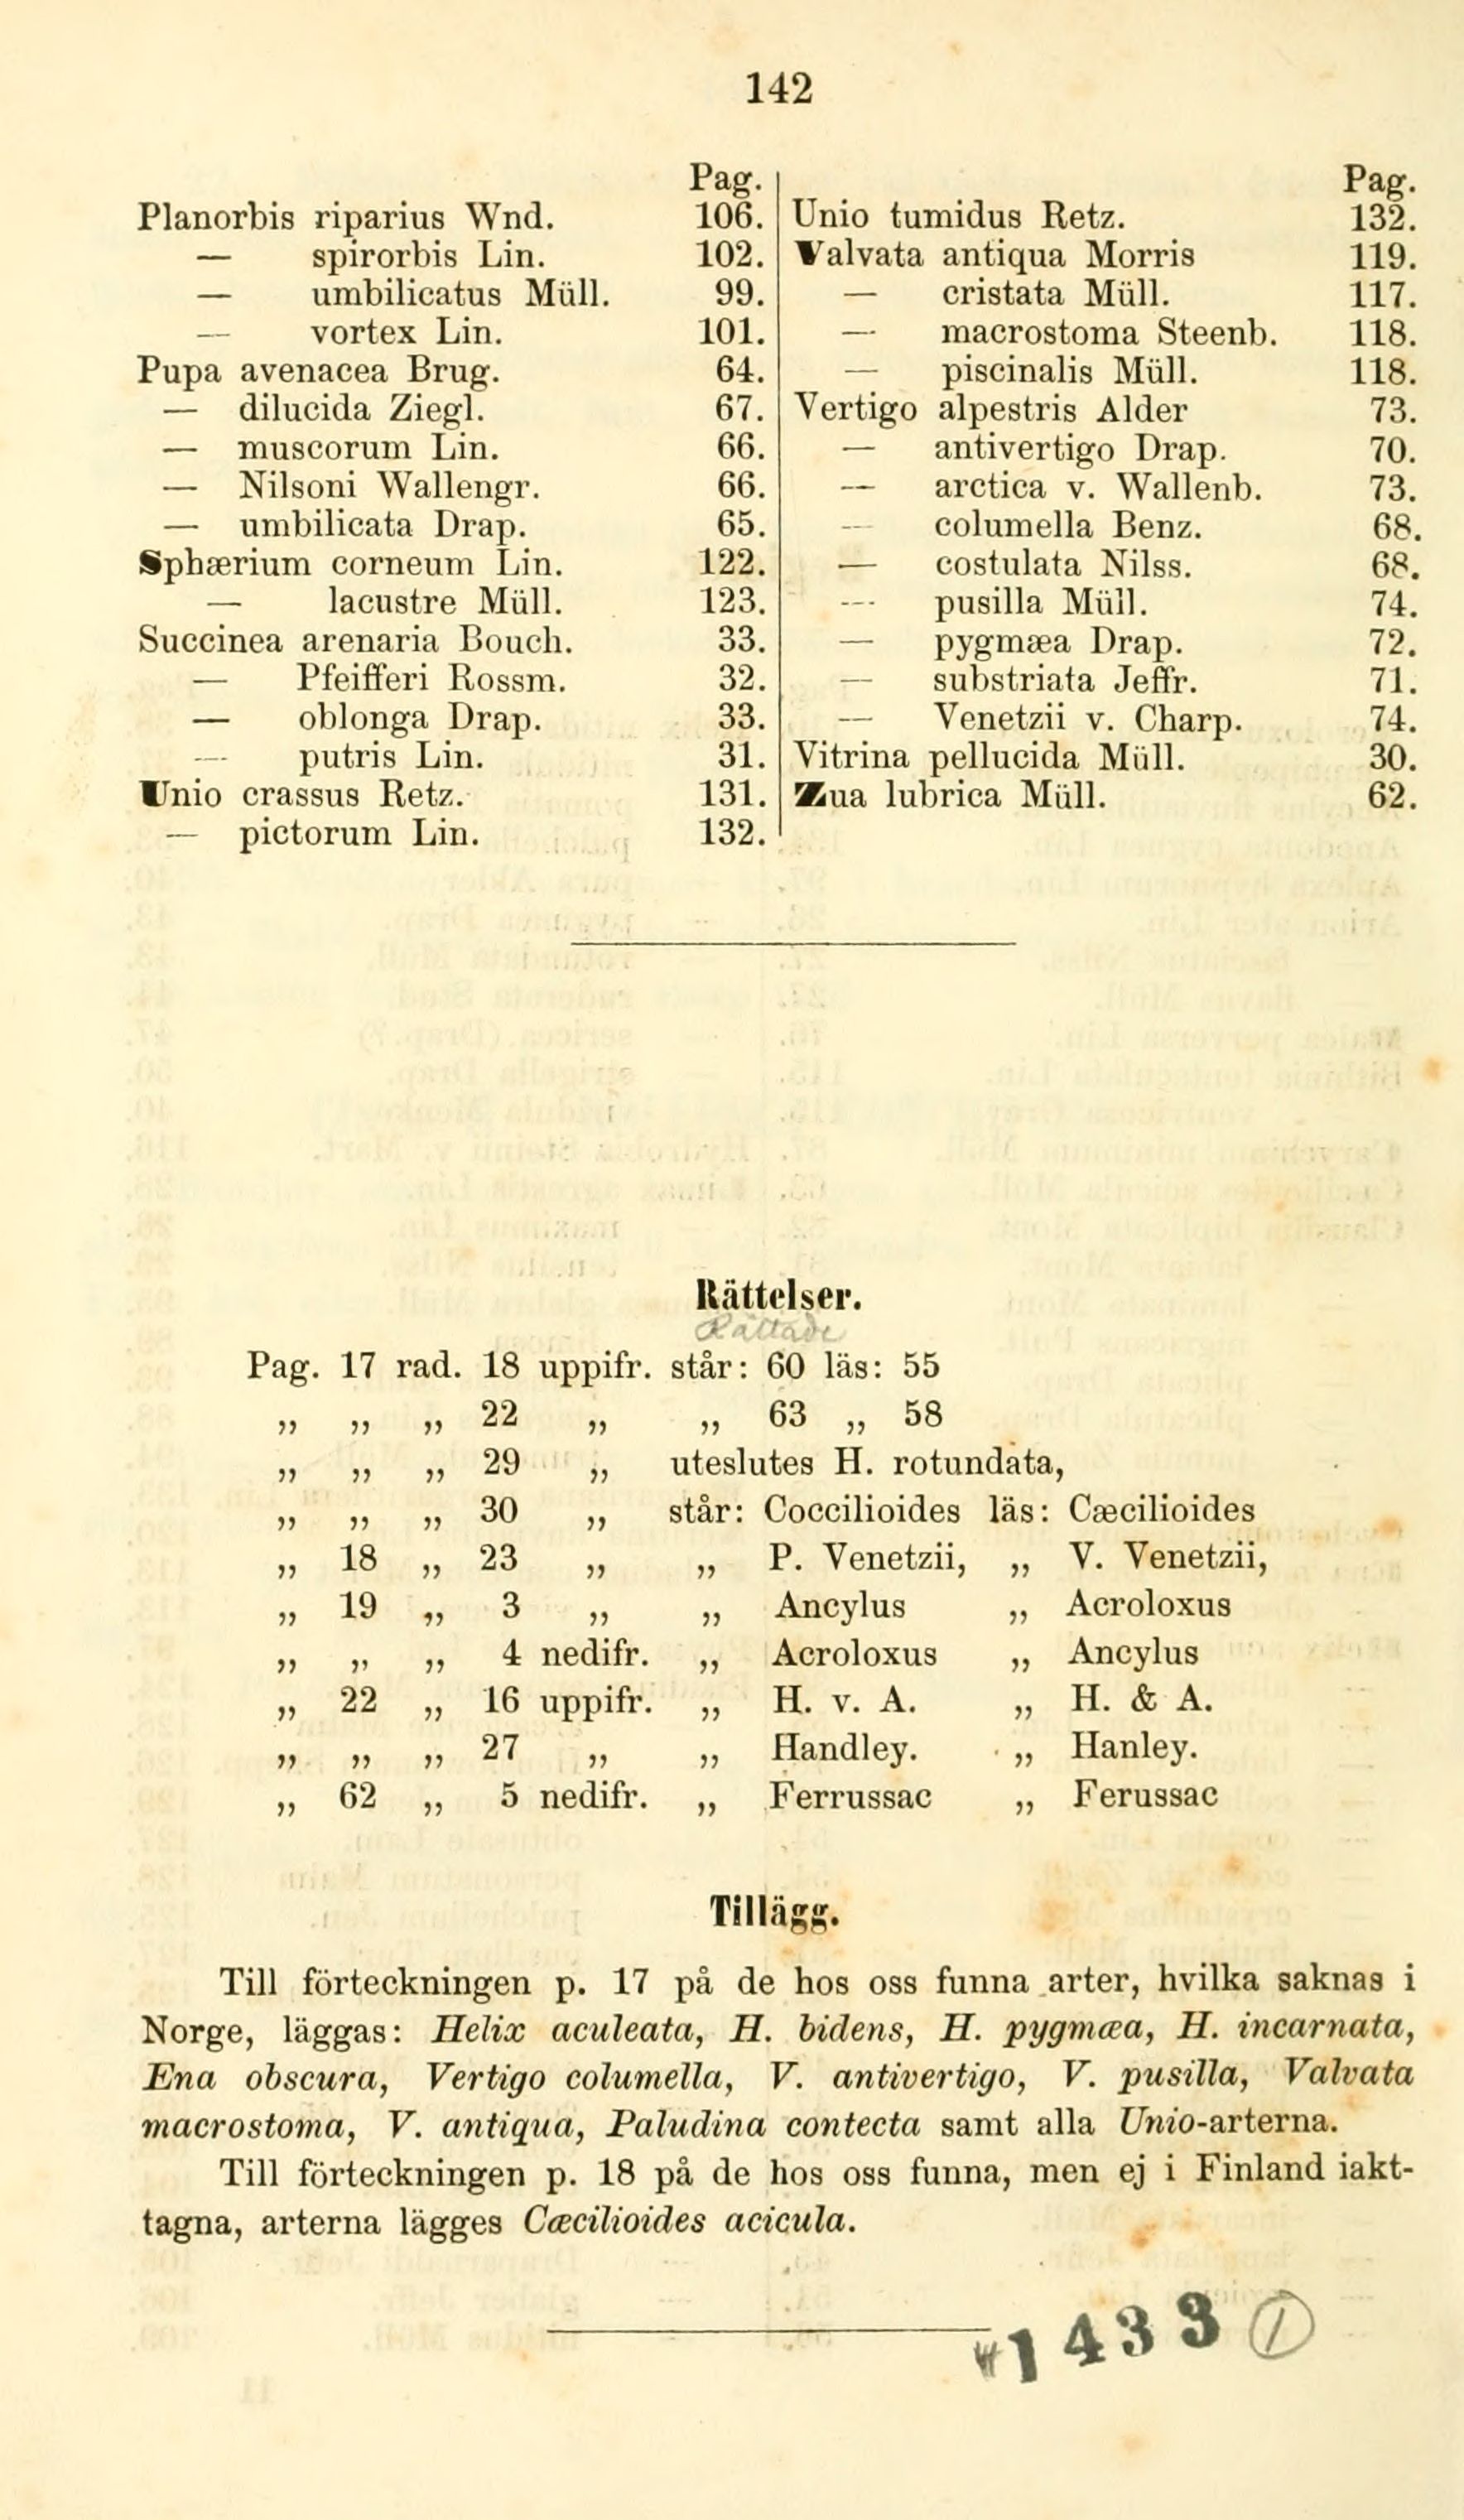 142
Pag.
Planorbis riparius Wnd. 106.
— spirorbis Lin. 102.
— umbilicatus Müll. 99.
— vortex Lin. 101.
Pupa avenacea Brug. 64.
— dilucida Ziegl. 67.
— muscorum Lin. 66.
— Nilsoni Wallengr. 66.
— umbilicata Drap. 65.
Sphærium corneum Lin. 122.
— lacustre Müll. 123.
Succinea arenaria Bouch. 33.
— Pfeifferi Rossm. 32.
— oblonga Drap. 33.
— putris Lin. 31.
Unio crassus Retz. 131.
— pictorum Lin. 132.
Pag.
Unio tumidus Retz. 132.
Valvata antiqua Morris 119.
— cristata Müll. 117.
— macrostoma Steenb. 118.
— piscinalis Müll. 118.
Vertigo alpestris Alder 73.
— antivertigo Drap. 70.
— arctica v. Wallenb. 73.
— columella Benz. 68.
— costulata Nilss. 68.
— pusilla Müll. 74.
— pygmæa Drap. 72.
— substriata Jeffr. 71.
— Venetzii v. Charp. 74.
Vitrina pellucida Müll. 30.
Zua lubrica Müll. 62.
Rättelser.
Rättade
Pag. 17 rad. 18 uppifr. står: 60 läs: 55
„ „ „ 22 „ „ 63 „ 58
„ „ „ 29 „ uteslutes H. rotundata,
„ „ „ 30 „ står: Coccilioides läs: Cæcilioides
„ 18 „ 23 „ „ P. Venetzii, „ V. Venetzii,
„ 19 „ 3 „ „ Ancylus „ Acroloxus
„ „ „ 4 nedifr. „ Acroloxus „ Ancylus
„ 22 „ 16 uppifr. „ H. v. A. „ H. & A.
„ „ „ 27 „ „ Handley. „ Hanley.
„ 62 „ 5 nedifr. „ Ferrussac „ Ferussac
Tillägg.
Till förteckningen p. 17 på de hos oss funna arter, hvilka saknas i
Norge, läggas: Helix aculeata, H. bidens, H. pygmæa, H. incarnata,
Ena obscura, Vertigo columella, V. antivertigo, V. pusilla, Valvata
macrostoma, V. antiqua, Paludina contecta samt alla Unio-arterna.
Till förteckningen p. 18 på de hos oss funna, men ej i Finland iakt-
tagna, arterna lägges Cæcilioides acicula.
1433 1